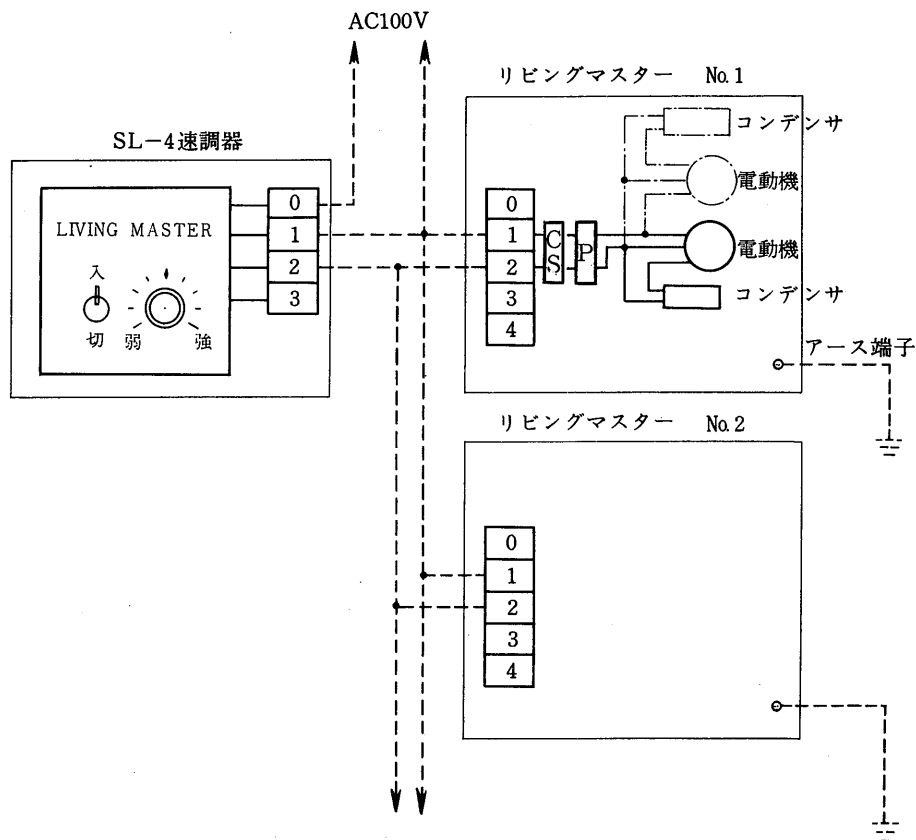 AC100V
リビングマスター No.1
SL-4速調器
コンデンサ
電動機
LIVING MASTER
入
切
弱
強
0
1
2
3
0
1
2
3
4
CS
P
電動機
コンデンサ
アース端子
リビングマスター No.2
0
1
2
3
4